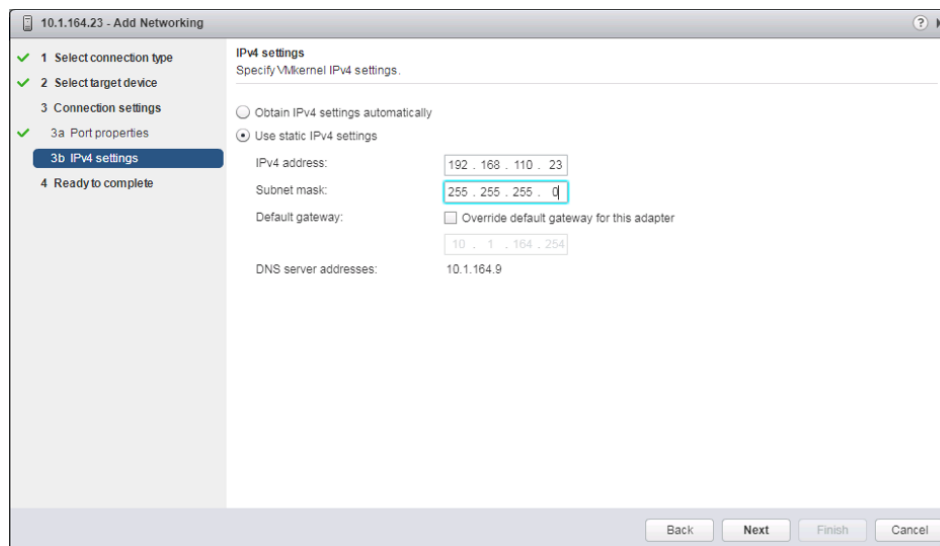 10.1.164.23 - Add Networking
?
1 Select connection type
2 Select target device
3 Connection settings
3a Port properties
3b IPv4 settings
4 Ready to complete
IPv4 settings
Specify VMkernel IPv4 settings.
Obtain IPv4 settings automatically
Use static IPv4 settings
IPv4 address: 192 . 168 . 110 . 23
Subnet mask: 255 . 255 . 255 . 0
Default gateway: Override default gateway for this adapter
10 . 1 . 164 . 254
DNS server addresses: 10.1.164.9
Back Next Finish Cancel